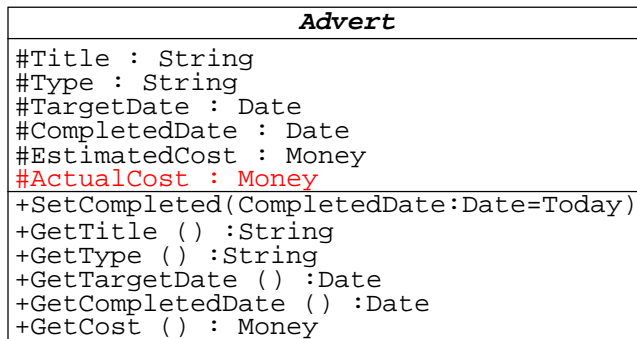 Advert
#Title : String
#Type : String
#TargetDate : Date
#CompletedDate : Date
#EstimatedCost : Money
#ActualCost : Money
+SetCompleted(CompletedDate:Date=Today)
+GetTitle () :String
+GetType () :String
+GetTargetDate () :Date
+GetCompletedDate () :Date
+GetCost () : Money